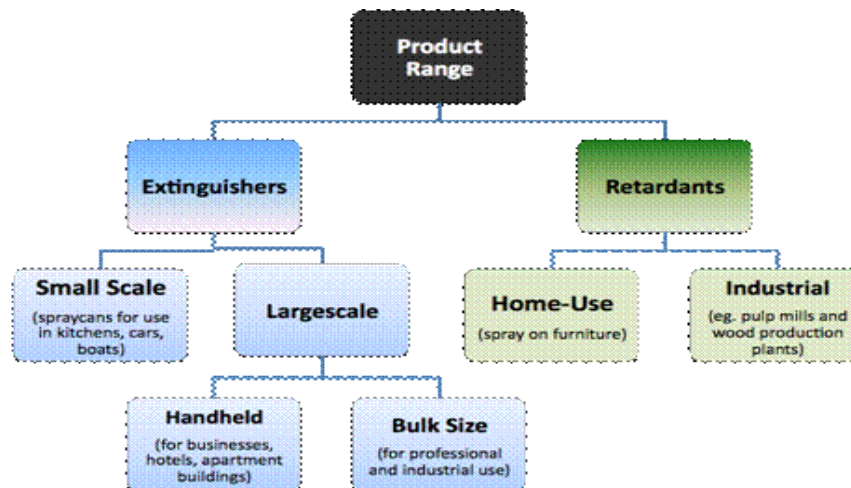 Product
Range
Extinguishers
Retardants
Small Scale
(spraycans for use
in kitchens, cars,
boats)
Largescale
Home-Use
(spray on furniture)
Industrial
(eg. pulp mills and
wood production
plants)
Handheld
(for businesses,
hotels, apartment
buildings)
Bulk Size
(for professional
and industrial use)